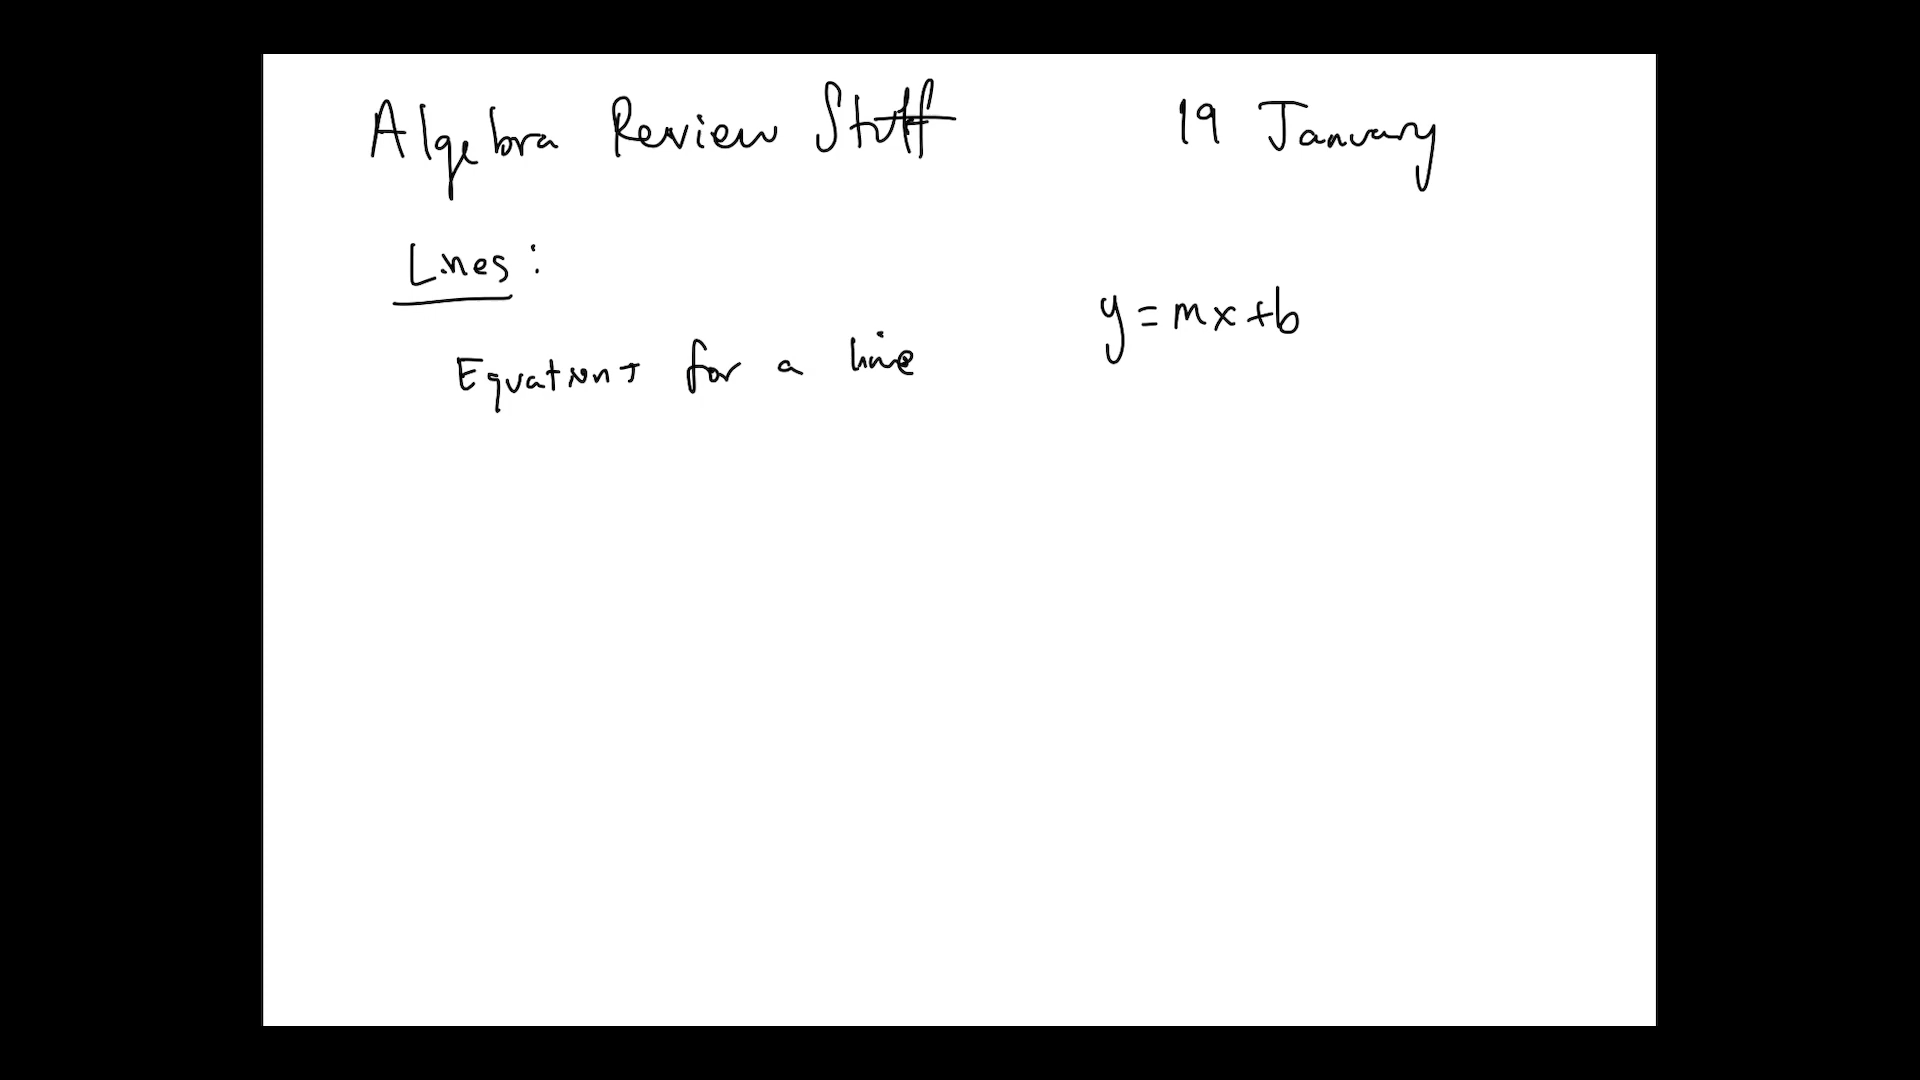 Algebra Review Stuff 19 January
Lines:
y = mx + b
Equations for a line